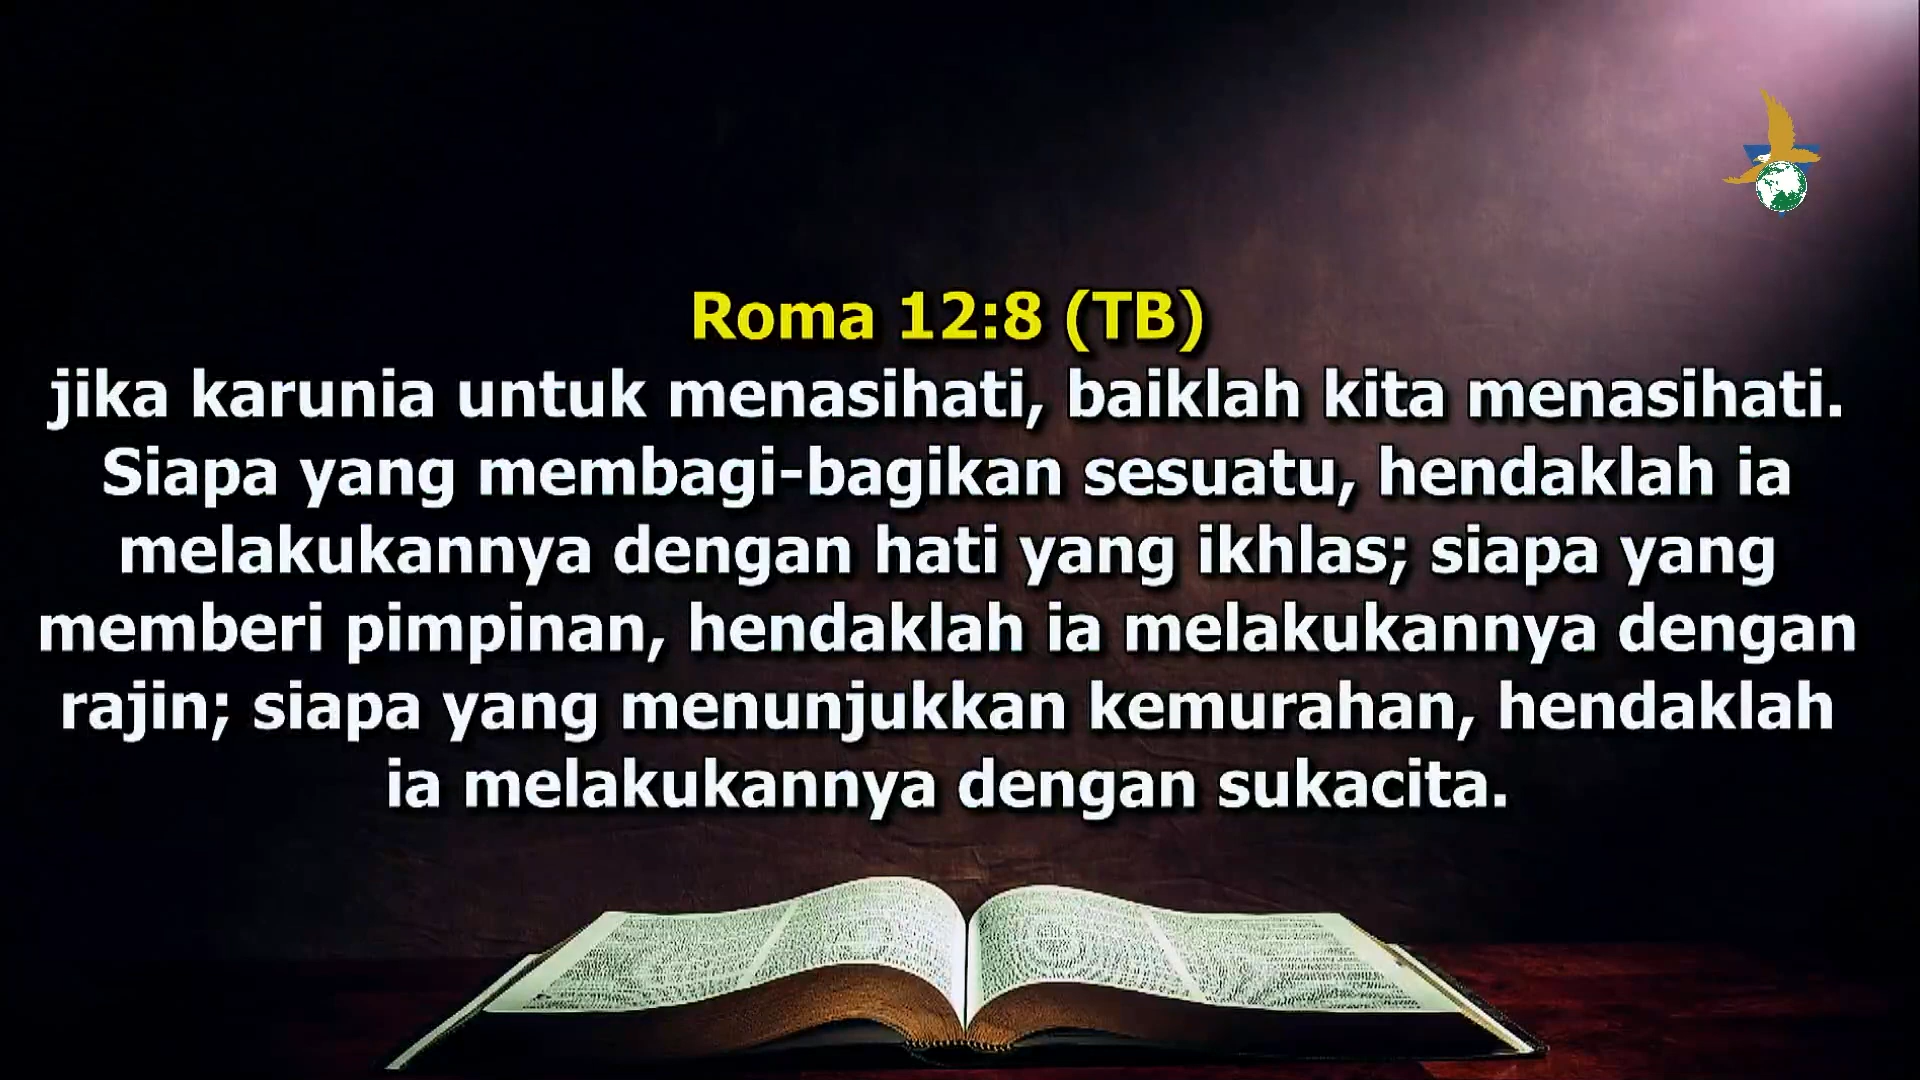 Roma 12:8 (TB)
jika karunia untuk menasihati, baiklah kita menasihati.
Siapa yang membagi-bagikan sesuatu, hendaklah ia
melakukannya dengan hati yang ikhlas; siapa yang
memberi pimpinan, hendaklah ia melakukannya dengan
rajin; siapa yang menunjukkan kemurahan, hendaklah
ia melakukannya dengan sukacita.